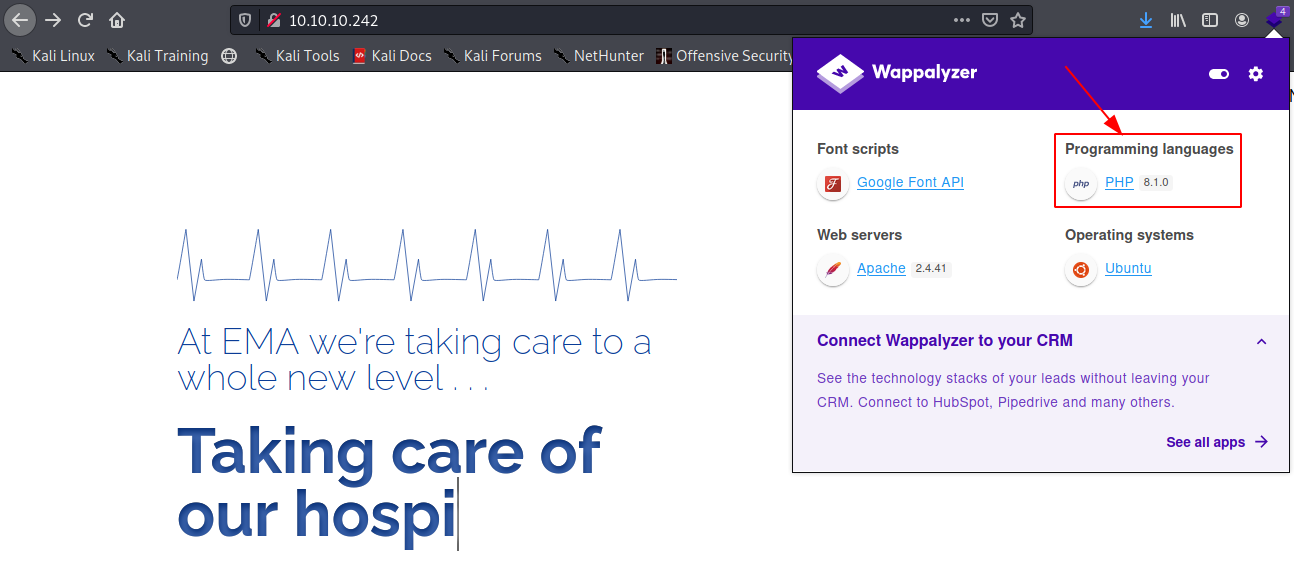 10.10.10.242
4
Kali Linux Kali Training Kali Tools Kali Docs Kali Forums NetHunter Offensive Security
Wappalyzer
Font scripts
Google Font API
Programming languages
php PHP 8.1.0
Web servers
Apache 2.4.41
Operating systems
Ubuntu
Connect Wappalyzer to your CRM
See the technology stacks of your leads without leaving your
CRM. Connect to HubSpot, Pipedrive and many others.
See all apps
At EMA we're taking care to a
whole new level . . .
Taking care of
our hospi